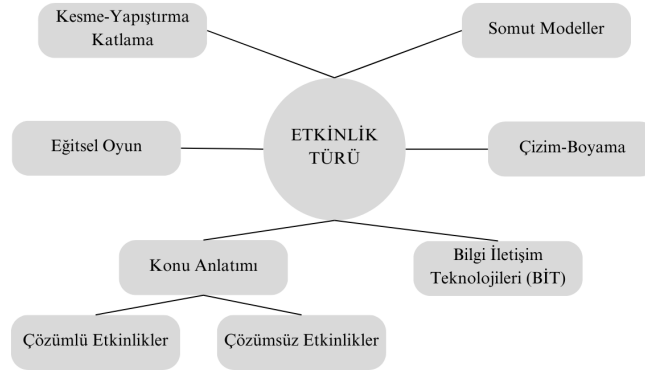 Kesme-Yapıştırma
Katlama
Somut Modeller
ETKİNLİK
TÜRÜ
Eğitsel Oyun
Çizim-Boyama
Konu Anlatımı
Bilgi İletişim
Teknolojileri (BİT)
Çözümlü Etkinlikler
Çözümsüz Etkinlikler